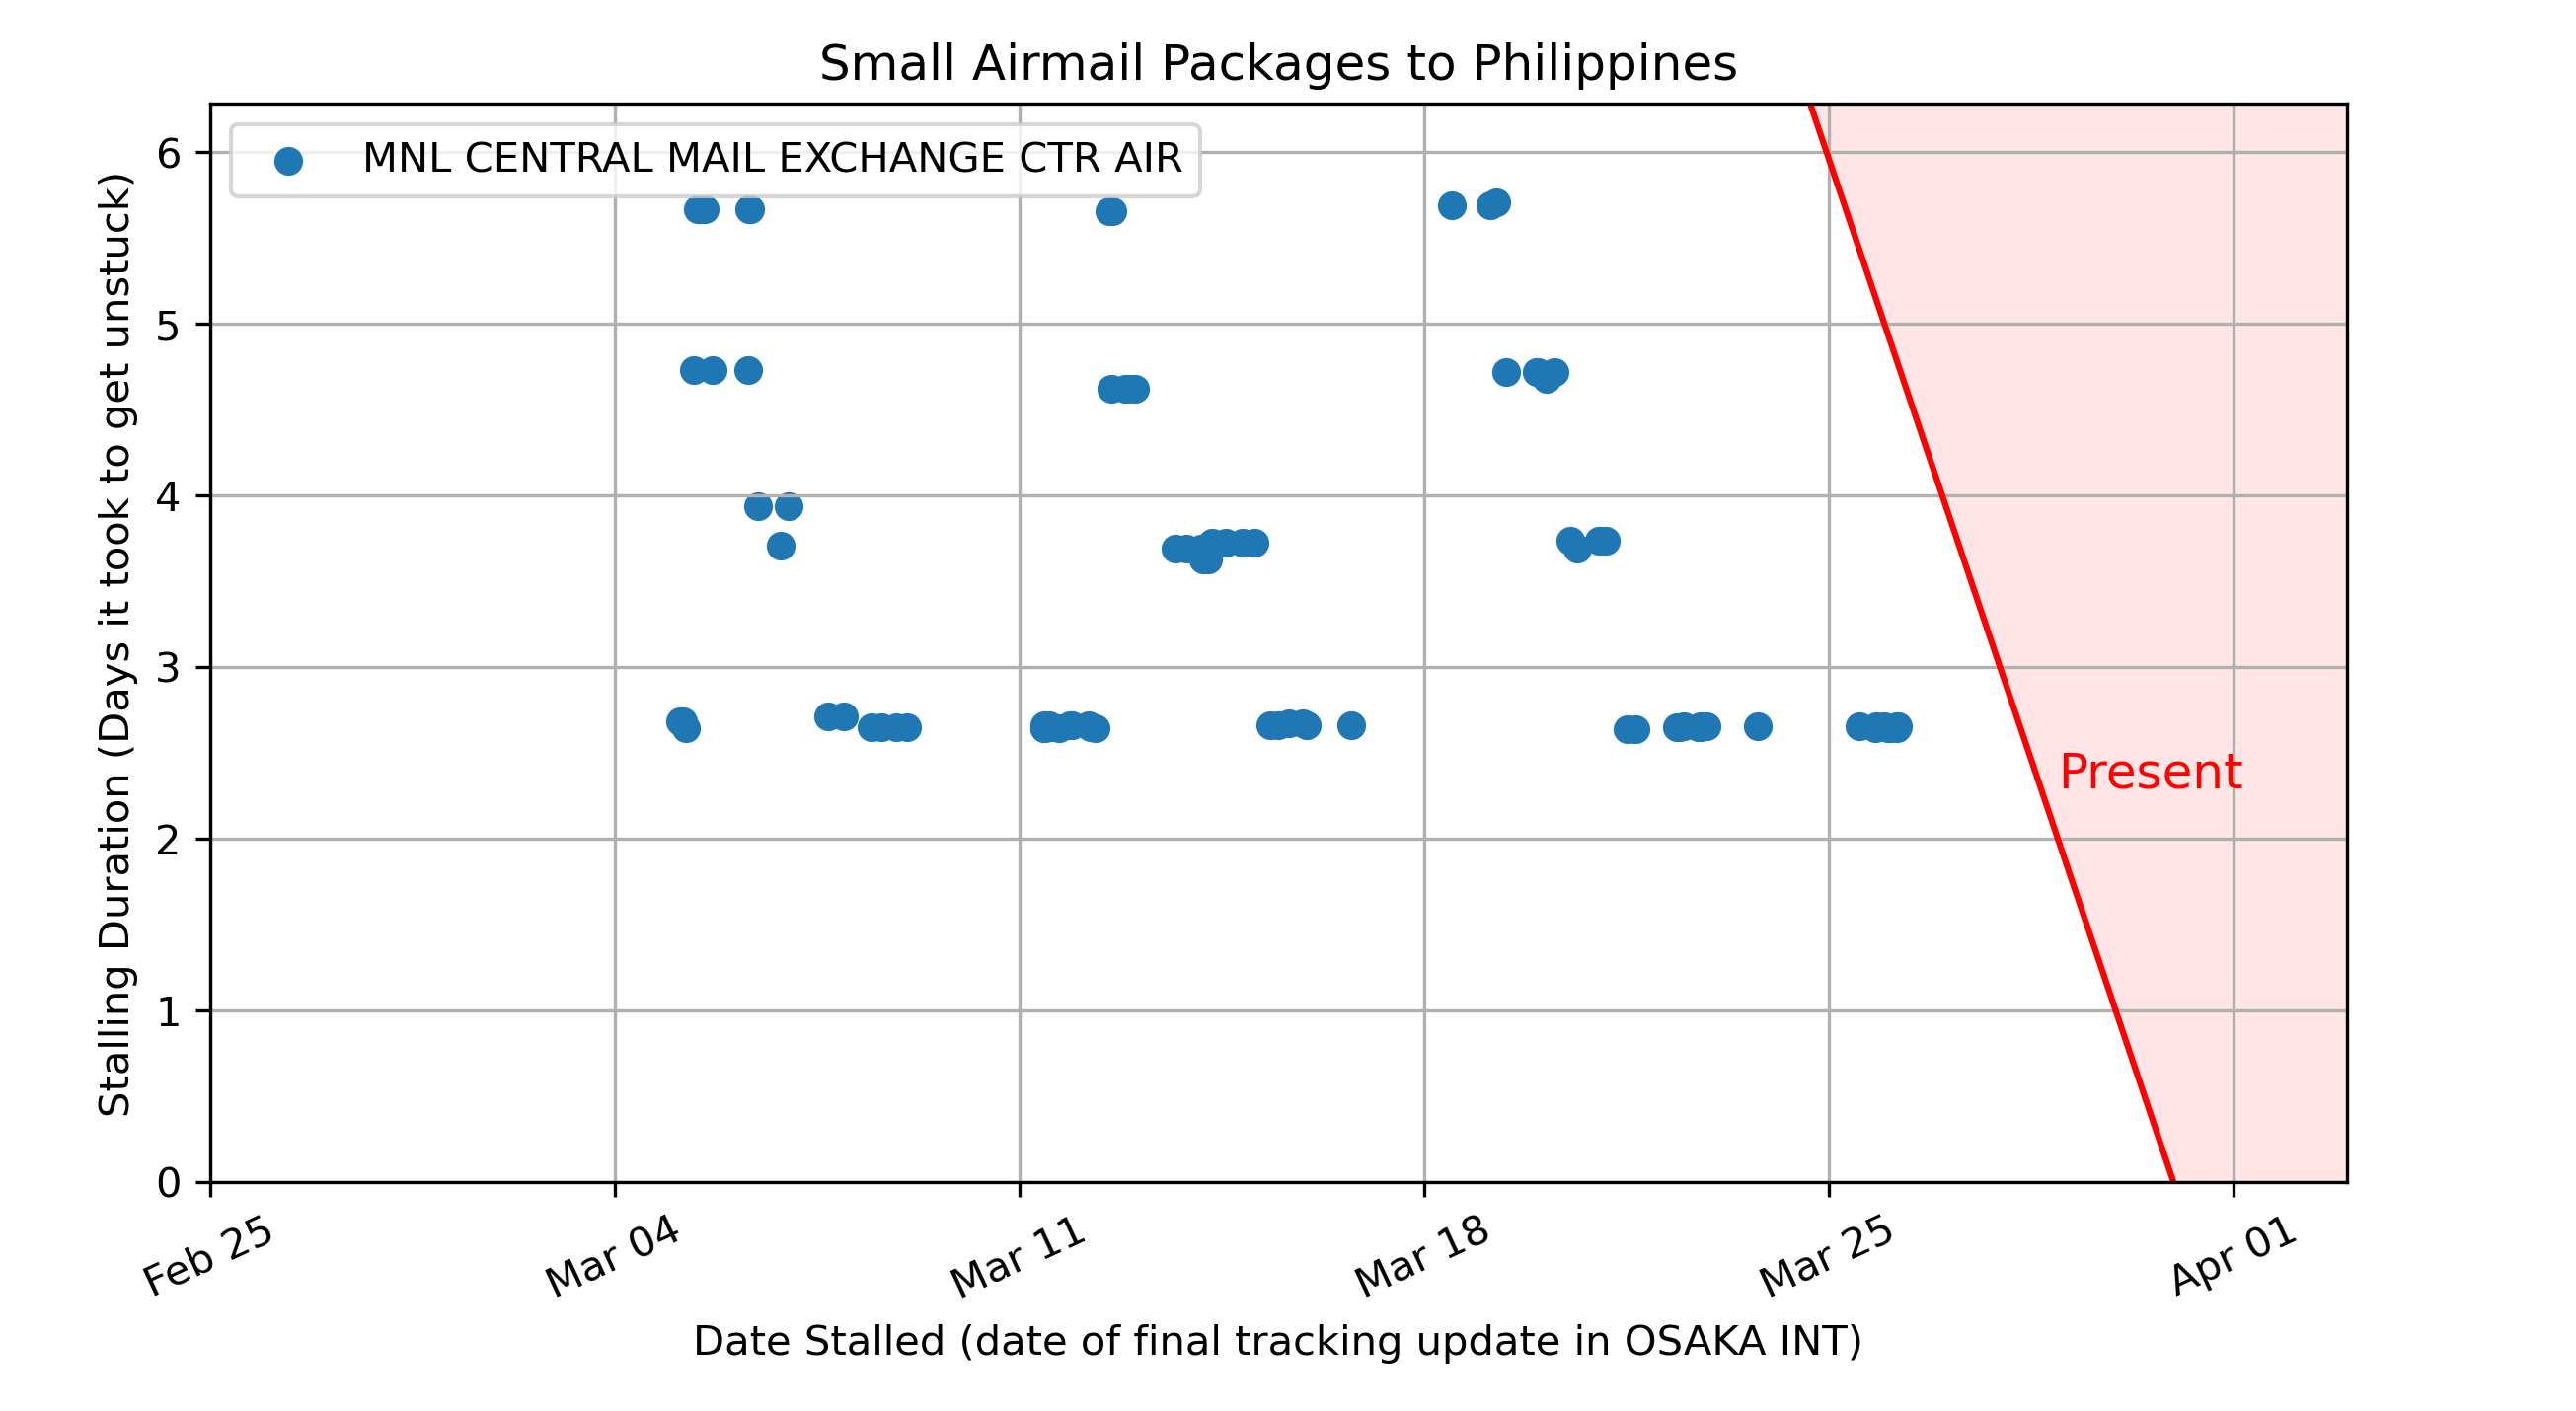 Small Airmail Packages to Philippines
MNL CENTRAL MAIL EXCHANGE CTR AIR
Stalling Duration (Days it took to get unstuck)
6
5
4
3
2
1
0
Present
Feb 25
Mar 04
Mar 11
Mar 18
Mar 25
Apr 01
Date Stalled (date of final tracking update in OSAKA INT)